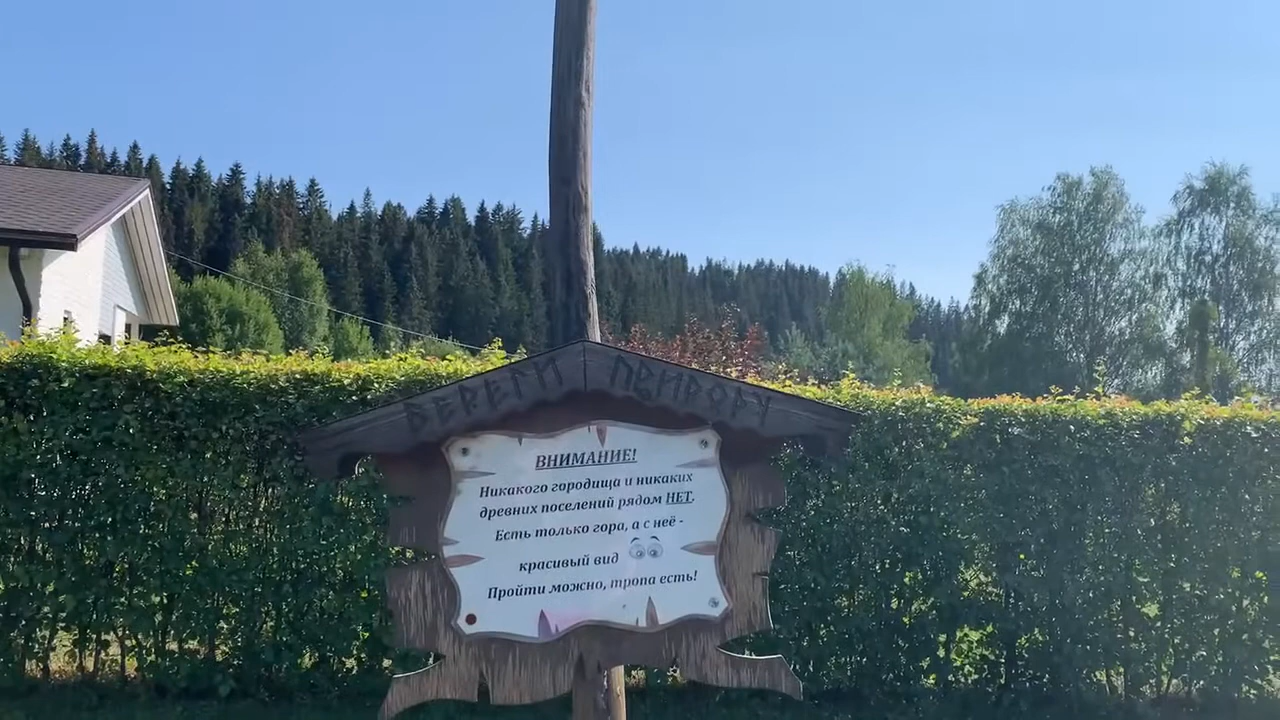 БЕРЕГИ ПРИРОДУ
ВНИМАНИЕ!
Никакого городища и никаких
древних поселений рядом НЕТ.
Есть только гора, а с неё -
красивый вид
Пройти можно, тропа есть!